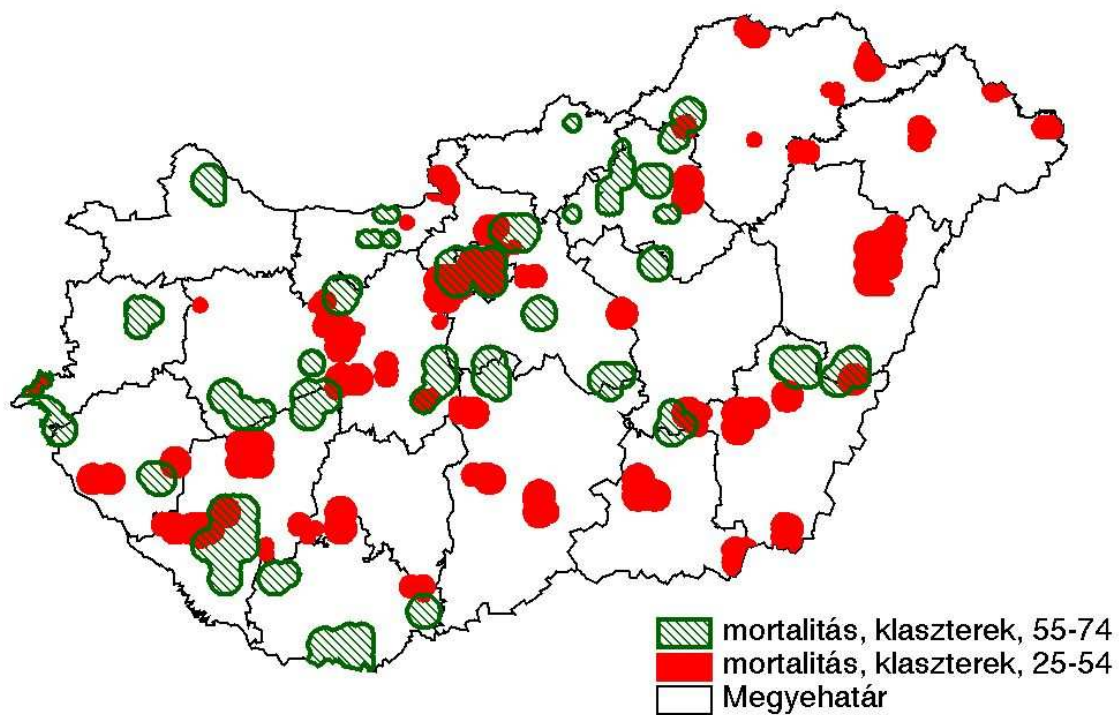 mortalitás, klaszterek, 55-74
mortalitás, klaszterek, 25-54
Megyehatár